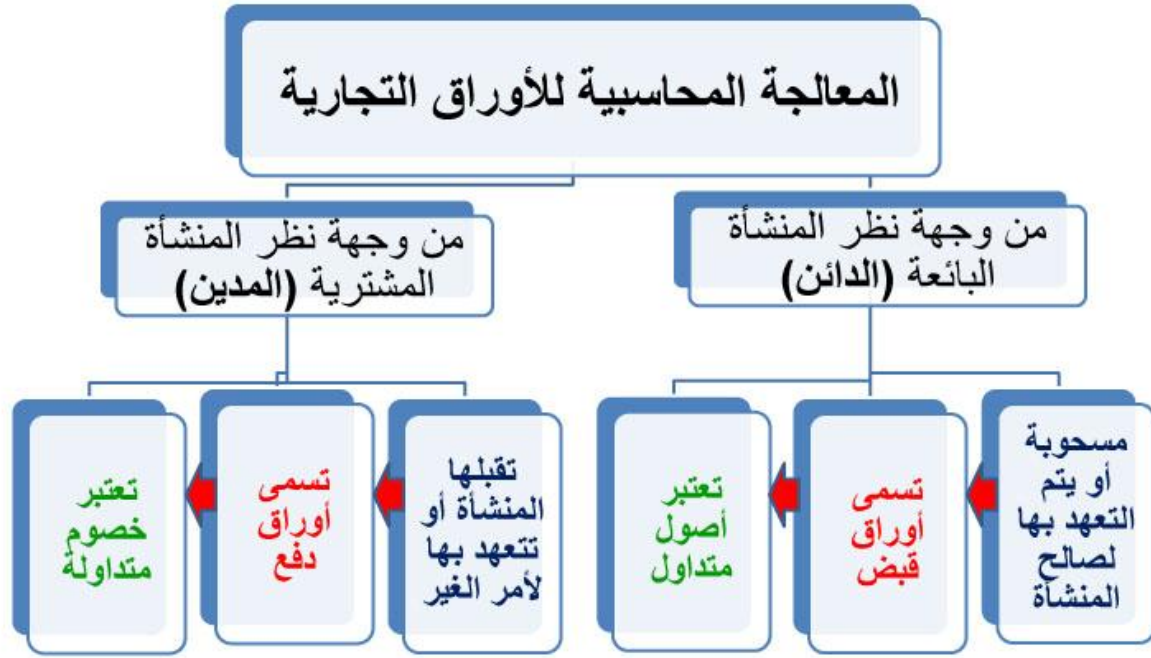 المعالجة المحاسبية للأوراق التجارية
من وجهة نظر المنشأة
البائعة (الدائن)
من وجهة نظر المنشأة
المشترية (المدين)
مسحوبة
أو يتم
التعهد بها
لصالح
المنشأة
تسمى
أوراق
قبض
تعتبر
أصول
متداول
تقبلها
المنشأة أو
تتعهد بها
لأمر الغير
تسمى
أوراق
دفع
تعتبر
خصوم
متداولة